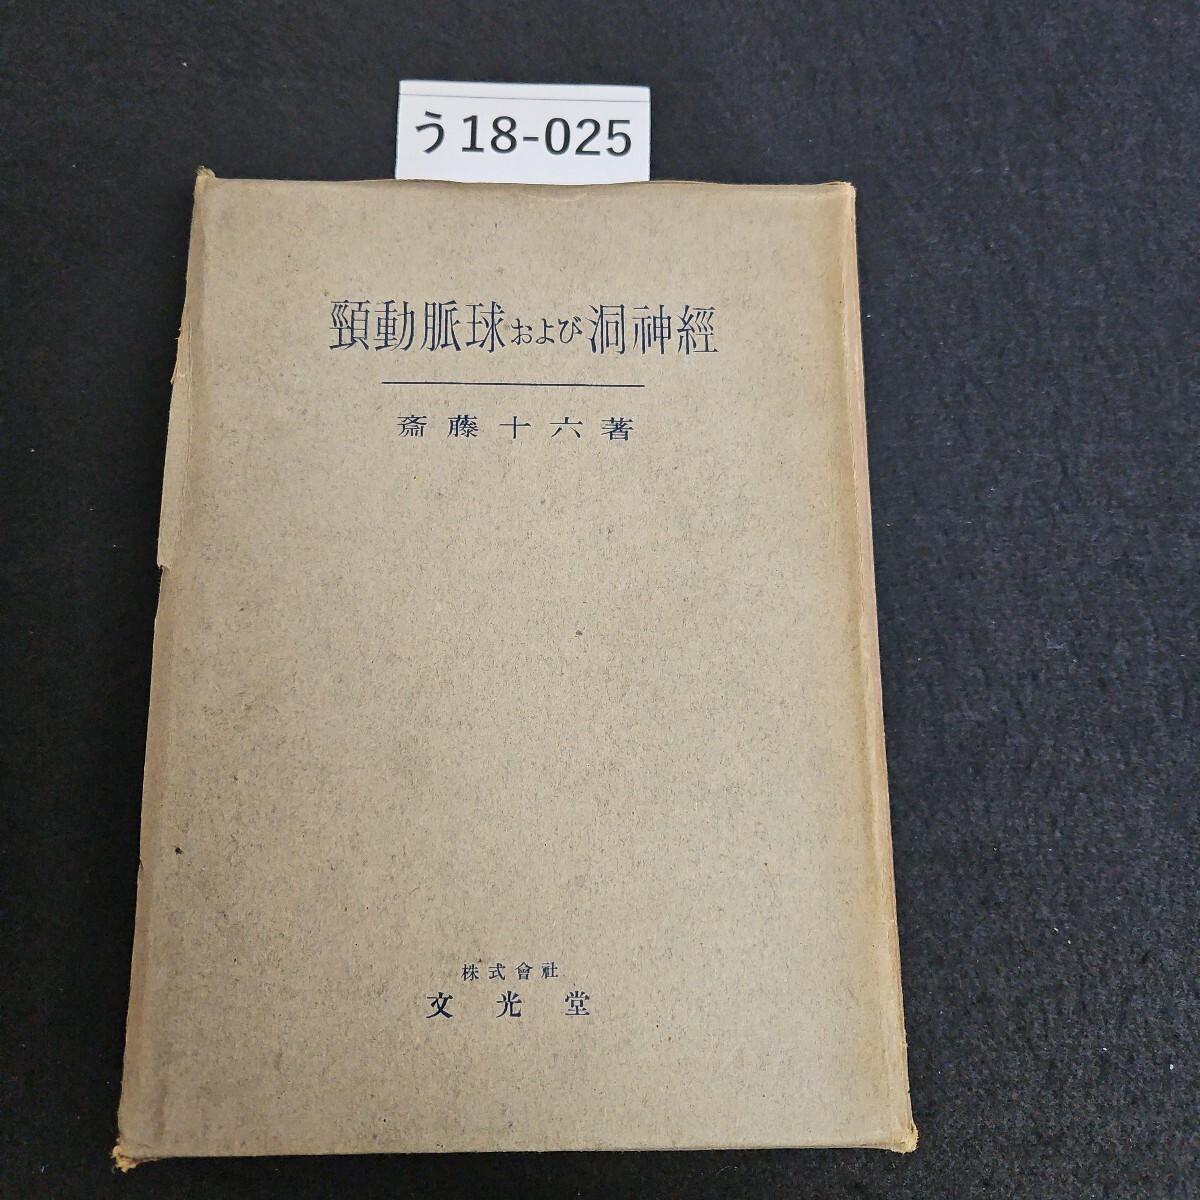 う18-025
頸動脈球および洞神經
斎藤十六著
株式會社
文光堂